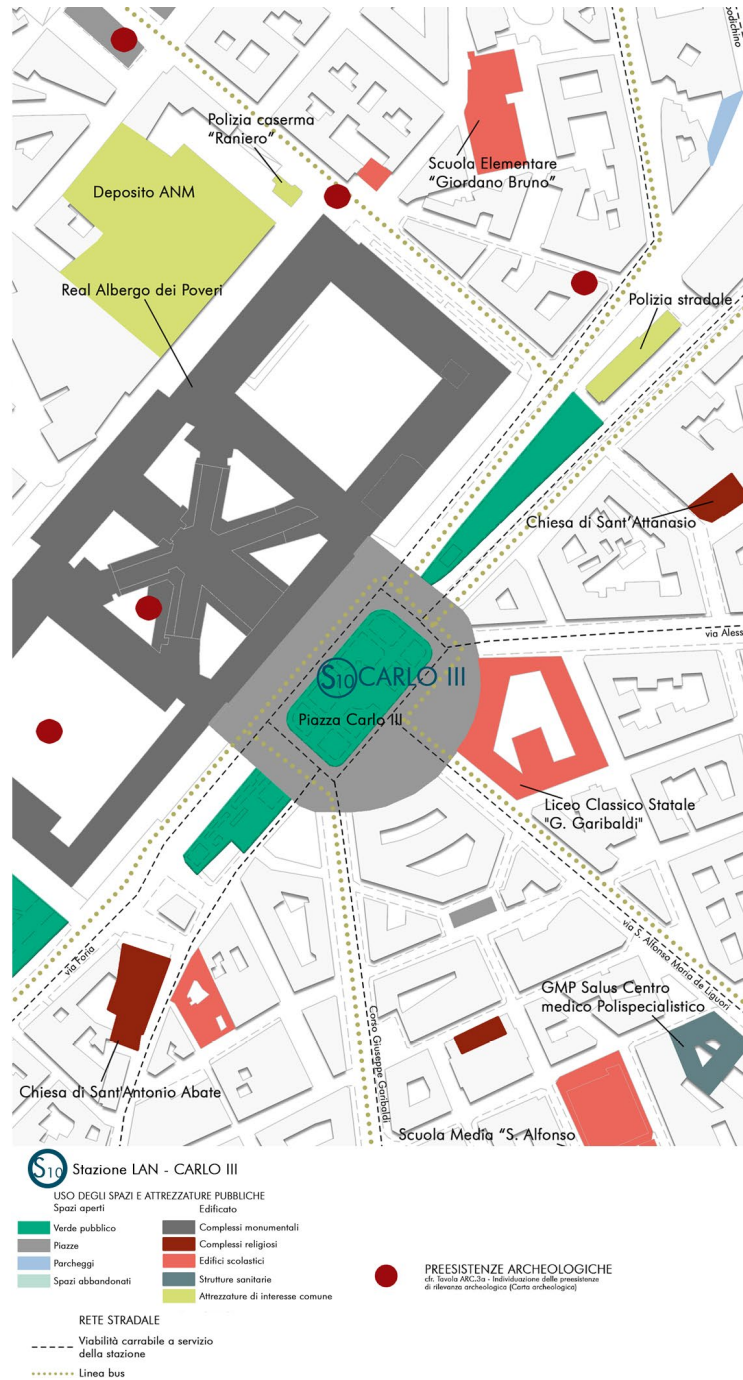 odichino
Polizia caserma
"Raniero"
Scuola Elementare
"Giordano Bruno"
Deposito ANM
Real Albergo dei Poveri
Polizia stradale
Chiesa di Sant'Attanasio
via Aless
S10 CARLO III
Piazza Carlo III
Liceo Classico Statale
"G. Garibaldi"
via Foria
via S. Alfonso Maria de Liguori
GMP Salus Centro
medico Polispecialistico
Corso Giuseppe Garibaldi
Chiesa di Sant'Antonio Abate
Scuola Media "S. Alfonso
S10 Stazione LAN - CARLO III
USO DEGLI SPAZI E ATTREZZATURE PUBBLICHE
Spazi aperti
Verde pubblico
Piazze
Parcheggi
Spazi abbandonati
Edificato
Complessi monumentali
Complessi religiosi
Edifici scolastici
Strutture sanitarie
Attrezzature di interesse comune
PREESISTENZE ARCHEOLOGICHE
cfr. Tavola ARC.3a - Individuazione delle preesistenze
di rilevanza archeologica (Carta archeologica)
RETE STRADALE
Viabilità carrabile a servizio
della stazione
Linea bus